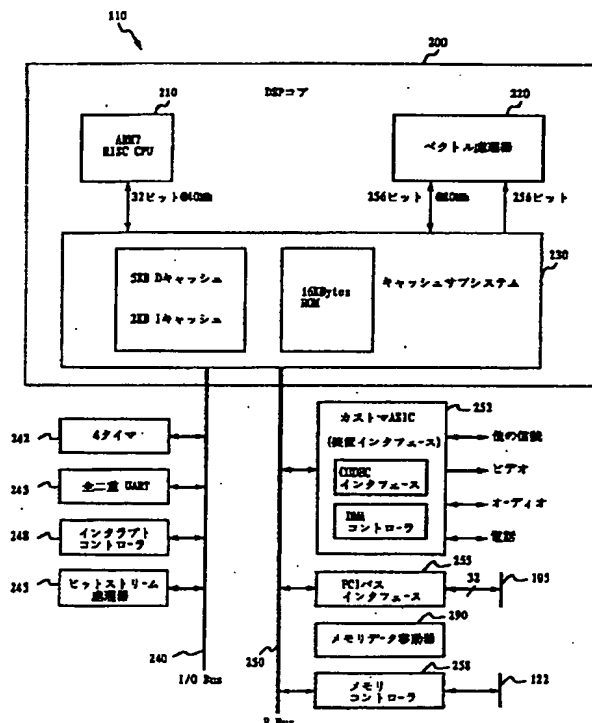 110
200
DSPコア
210
ARM7
RISC CPU
220
ベクトル処理器
32ビット@40MHz
256ビット
@80MHz
256ビット
230
5KB Dキャッシュ
2KB Iキャッシュ
16KBytes
ROM
キャッシュサブシステム
242
4タイマ
243
全二重 UART
248
インタラプト
コントローラ
245
ビットストリーム
処理器
240
I/O Bus
250
252
カストマASIC
(装置インタフェース)
CODEC
インタフェース
DMA
コントローラ
他の信號
ビデオ
オーディオ
電話
255
PCIバス
インタフェース
32
105
290
メモリデータ移動器
258
メモリ
コントローラ
122